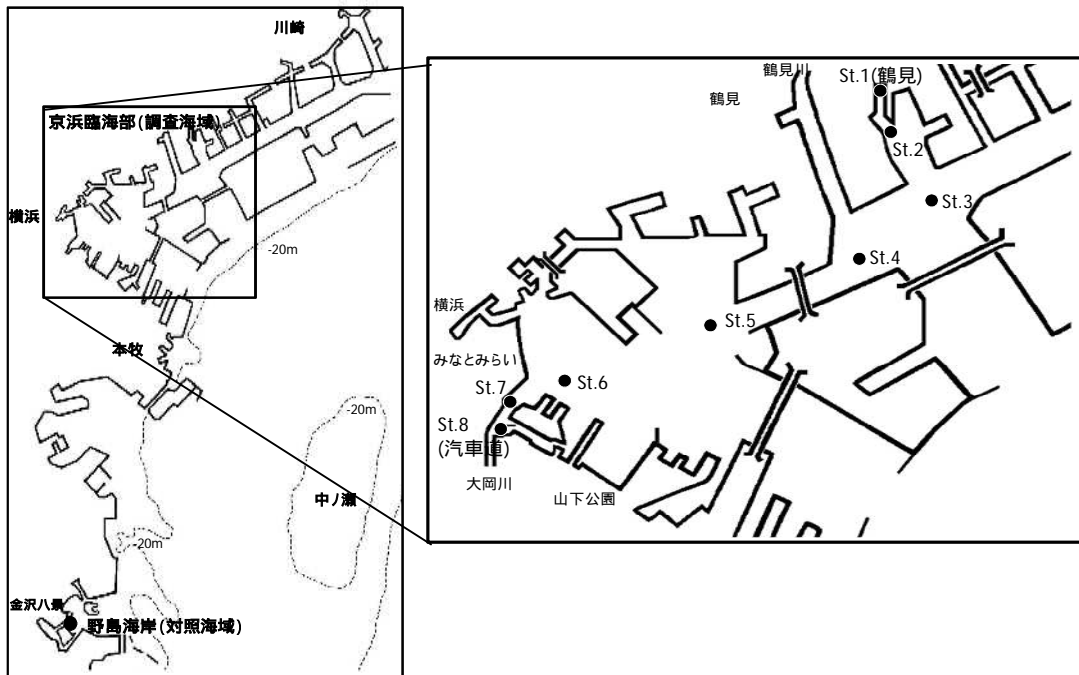 川崎
京浜臨海部(調査海域)
横浜
-20m
本牧
-20m
中ノ瀬
-20m
金沢八景
野島海岸(対照海域)
鶴見川
St.1(鶴見)
鶴見
St.2
St.3
St.4
横浜
St.5
みなとみらい
St.6
St.7
St.8
(汽車道)
大岡川
山下公園